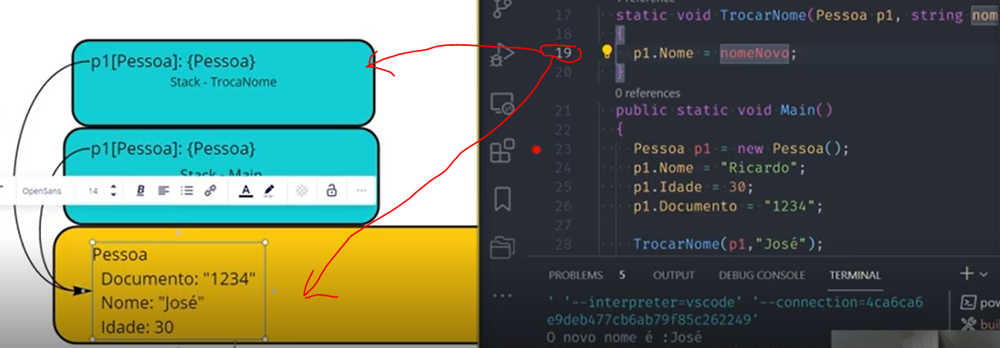 p1[Pessoa]: {Pessoa}
Stack - TrocaNome
p1[Pessoa]: {Pessoa}
Stack - Main
OpenSans
14
B
A
Pessoa
Documento: "1234"
Nome: "José"
Idade: 30
17 static void TrocarNome(Pessoa p1, string nom
18 {
19 p1.Nome = nomeNovo;
20 }
0 references
21 public static void Main()
22 {
23 Pessoa p1 = new Pessoa();
24 p1.Nome = "Ricardo";
25 p1.Idade = 30;
26 p1.Documento = "1234";
27
28 TrocarNome(p1,"José");
PROBLEMS 5 OUTPUT DEBUG CONSOLE TERMINAL
' '--interpreter=vscode' '--connection=4ca6ca6
e9deb477cb6ab79f85c262249'
O novo nome é :José
pow
buil